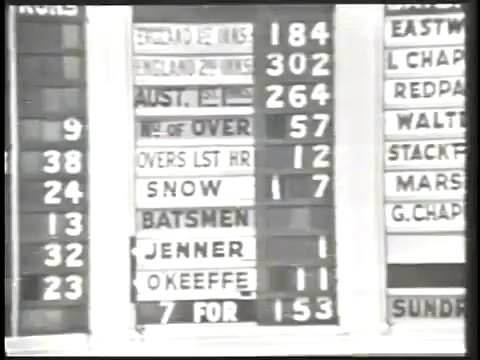 ENGLAND 1ST INNS: 184 EASTW
ENGLAND 2ND INNS: 302 L CHAP
AUST. 1ST INNS 264 REDPA
9 No OF OVER 57 WALT
38 OVERS LST HR 12 STACK
24 SNOW 1 7 MARS
13 BATSMEN G.CHAP
32 JENNER 1
23 OKEEFFE 11
7 FOR 153 SUNDR